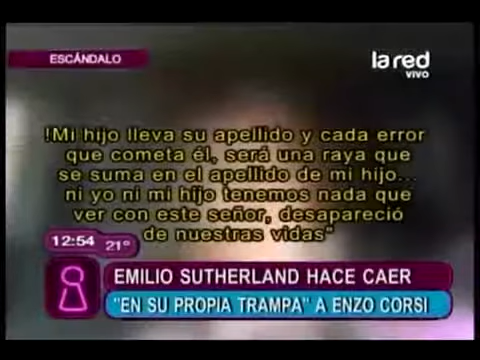 ESCÁNDALO
la red
vivo
!Mi hijo lleva su apellido y cada error
que cometa él, será una raya que
se suma en el apellido de mi hijo...
ni yo ni mi hijo tenemos nada que
ver con este señor, desapareció
de nuestras vidas"
12:54 21°
EMILIO SUTHERLAND HACE CAER
"EN SU PROPIA TRAMPA" A ENZO CORSI